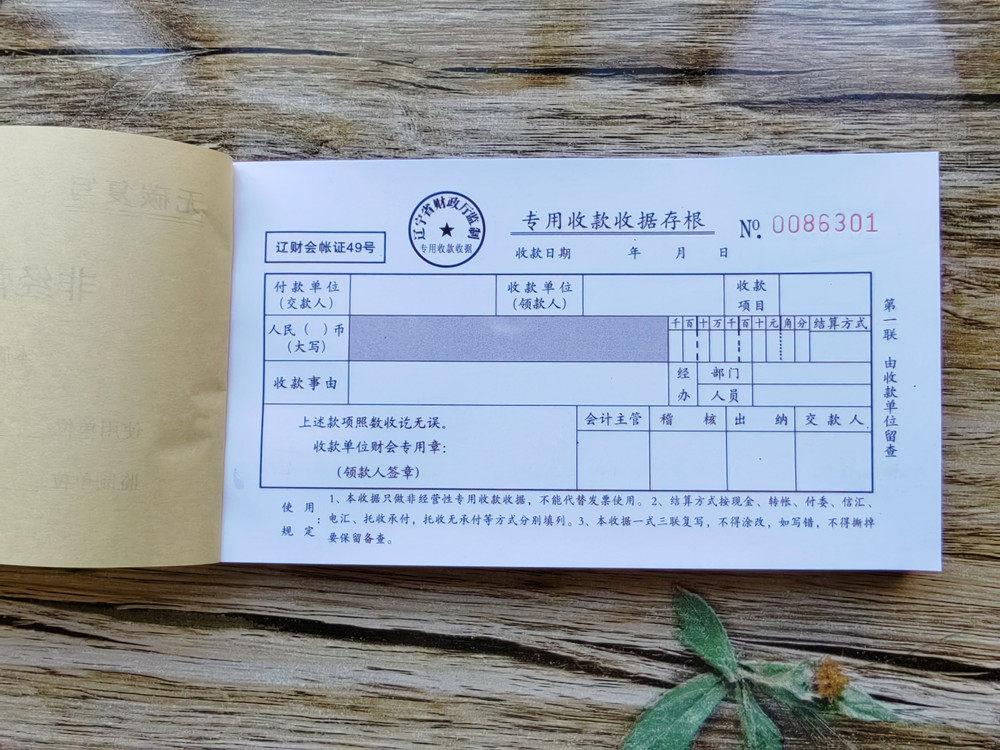 无碳复写
非经
辽宁省财政厅监制
专用收款收据
辽财会帐证49号
专用收款收据存根
No. 0086301
收款日期 年 月 日
付款单位
(交款人)
收款单位
(领款人)
收款
项目
人民( )币
(大写)
千百十万千百十元角分 结算方式
收款事由
经办
部门
人员
上述款项照数收讫无误。
收款单位财会专用章:
(领款人签章)
会计主管 稽核 出纳 交款人
第一联 由收款单位留查
使用规定:
1、本收据只做非经营性专用收款收据,不能代替发票使用。2、结算方式按现金、转帐、付委、信汇、
电汇、托收承付,托收无承付等方式分别填列。3、本收据一式三联复写,不得涂改,如写错,不得撕掉
要保留备查。